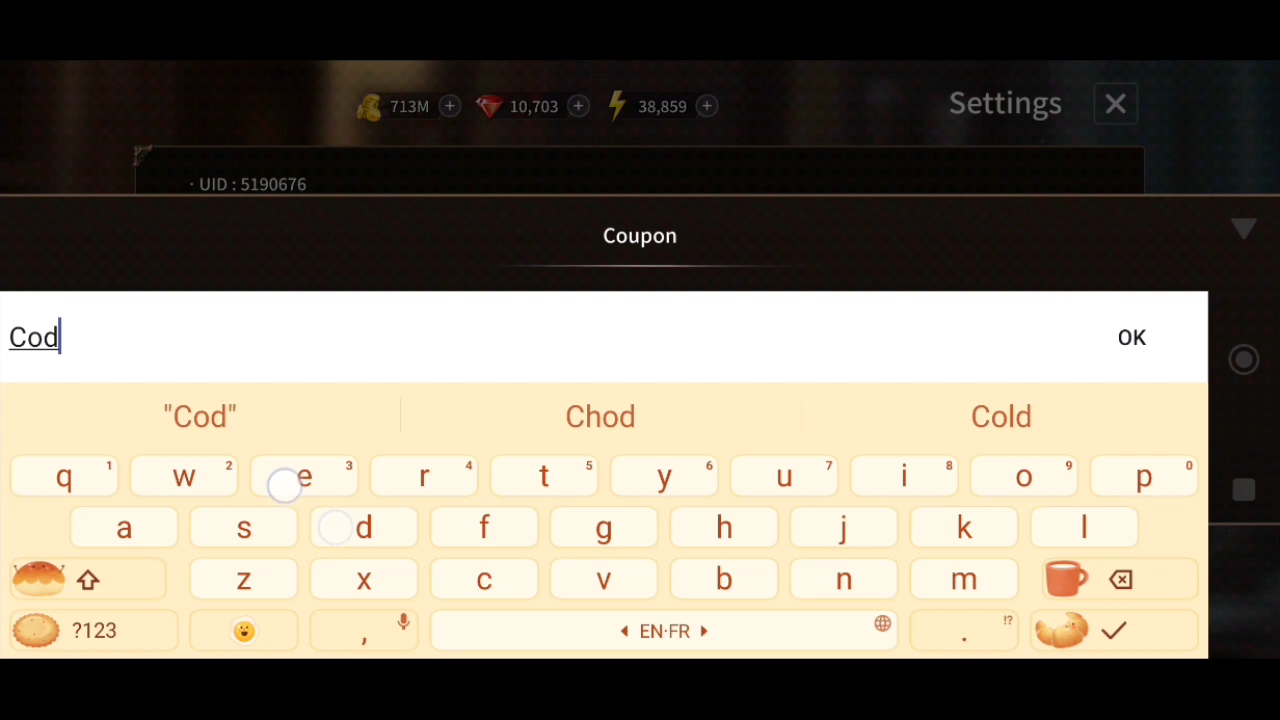 713M + 10,703 + 38,859 + Settings
· UID : 5190676
Coupon
Cod OK
"Cod" Chod Cold
q 1 w 2 e 3 r 4 t 5 y 6 u 7 i 8 o 9 p 0
a s d f g h j k l
z x c v b n m
?123 , EN·FR . !?